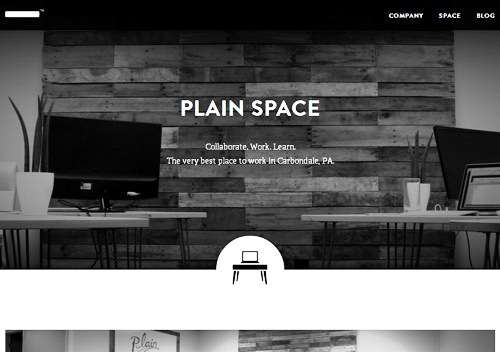 COMPANY SPACE BLOG
PLAIN SPACE
Collaborate. Work. Learn.
The very best place to work in Carbondale, PA.
Plain